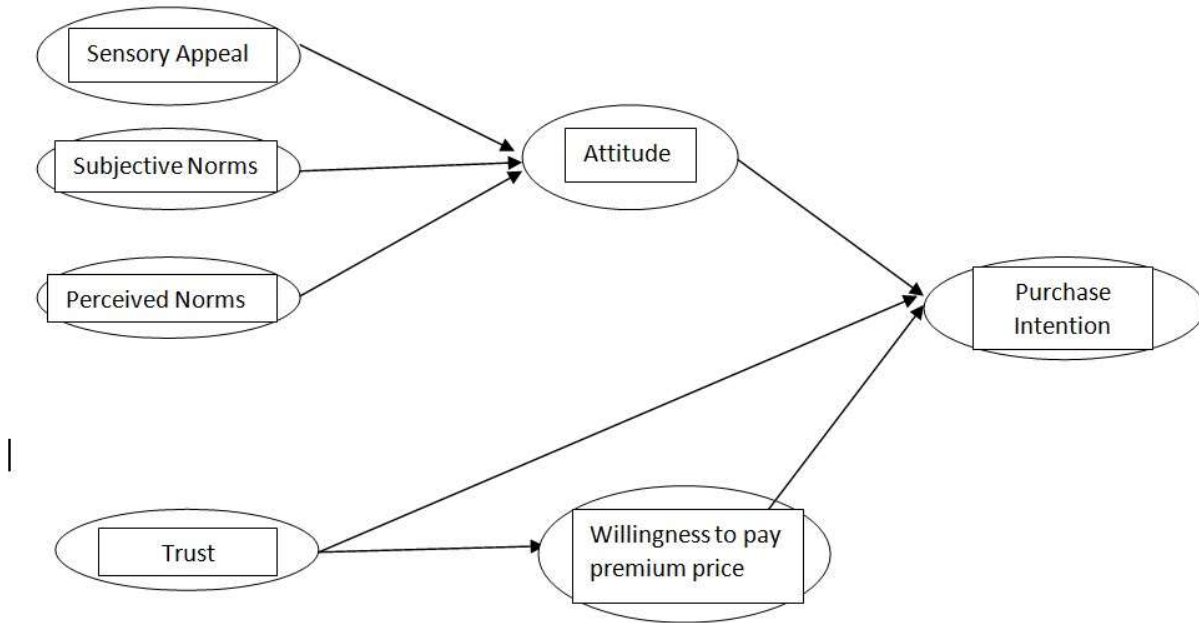 Sensory Appeal
Subjective Norms
Attitude
Perceived Norms
Purchase
Intention
Trust
Willingness to pay
premium price